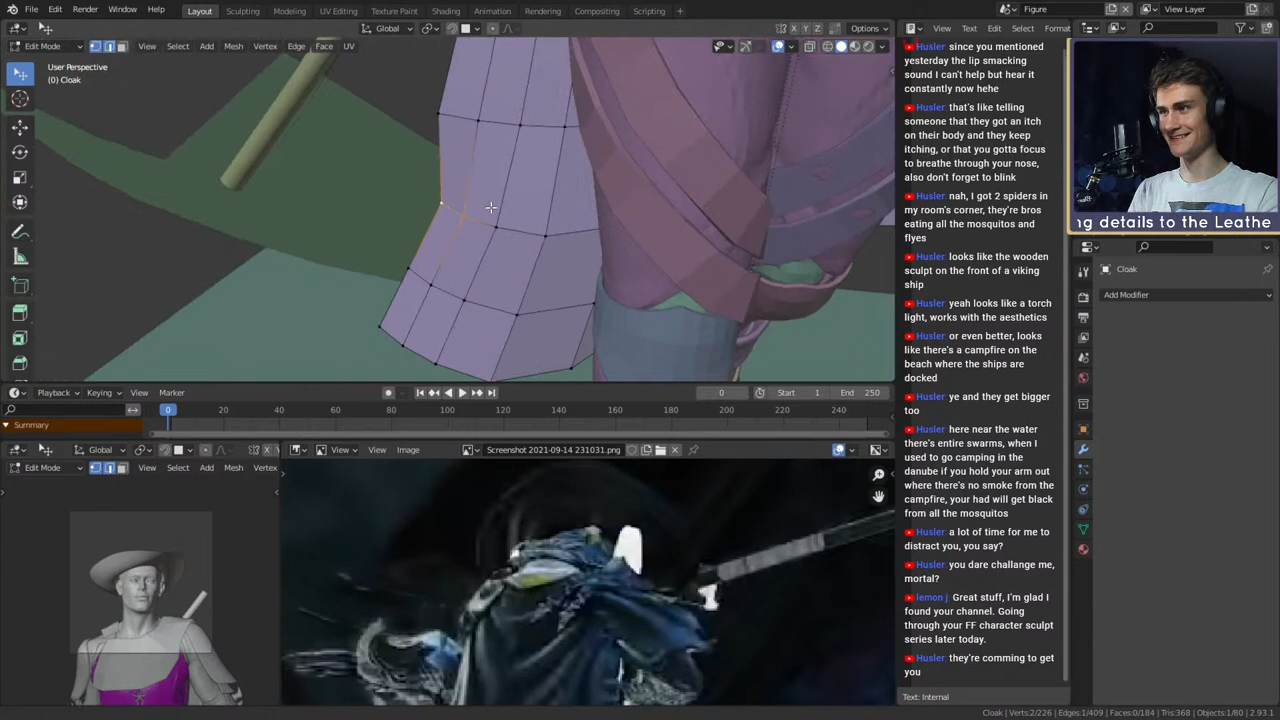 File Edit Render Window Help Layout Sculpting Modeling UV Editing Texture Paint Shading Animation Rendering Compositing Scripting + Figure View Layer
Global Options View Text Edit Select Format
Edit Mode View Select Add Mesh Vertex Edge Face UV
User Perspective
(0) Cloak
Husler since you mentioned
yesterday the lip smacking
sound I can't help but hear it
constantly now hehe
Husler that's like telling
someone that they got an itch
on their body and they keep
itching, or that you gotta focus
to breathe through your nose,
also don't forget to blink
Husler nah, I got 2 spiders in
my room's corner, they're bros
eating all the mosquitos and
flyes
Husler looks like the wooden
sculpt on the front of a viking
ship
Husler yeah looks like a torch
light, works with the aesthetics
Husler or even better, looks
like there's a campfire on the
beach where the ships are
docked
Husler ye and they get bigger
too
Husler here near the water
there's entire swarms, when I
used to go camping in the
danube if you hold your arm out
where there's no smoke from the
campfire, your had will get black
from all the mosquitos
Husler a lot of time for me to
distract you, you say?
Husler you dare challange me,
mortal?
lemon j Great stuff, I'm glad I
found your channel. Going
through your FF character sculpt
series later today.
Husler they're comming to get
you
Text: Internal
ng details to the Leathe
Cloak
Add Modifier
Playback Keying View Marker 0 Start 1 End 250
0 20 40 60 80 100 120 140 160 180 200 220 240
Summary
Global View View Image Screenshot 2021-09-14 231031.png
Edit Mode View Select Add Mesh Vertex
Cloak | Verts:2/226 | Edges:1/409 | Faces:0/184 | Tris:368 | Objects:1/80 | 2.93.1